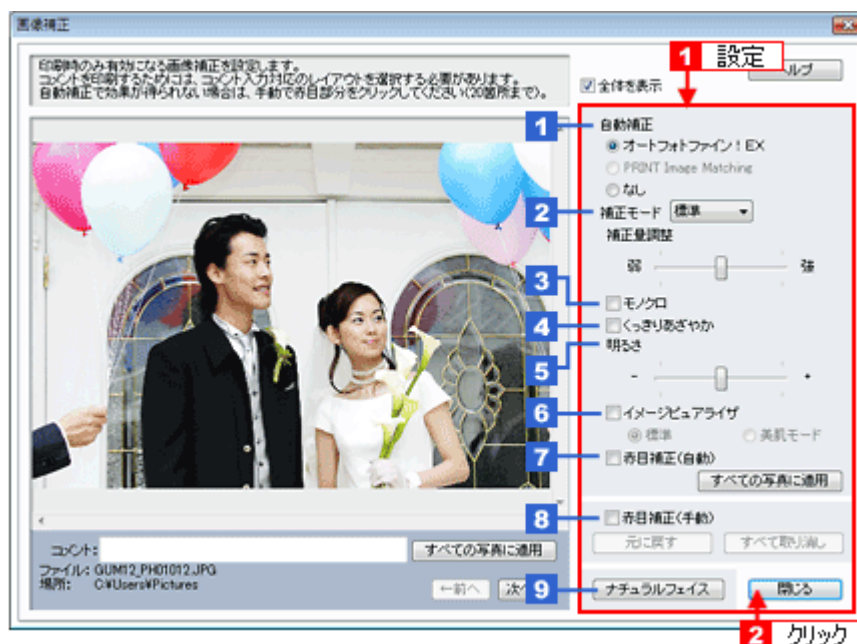 画像補正
印刷時のみ有効になる画像補正を設定します。
コメントを印刷するためには、コメント入力対応のレイアウトを選択する必要があります。
自動補正で効果が得られない場合は、手動で赤目部分をクリックしてください(20箇所まで)。
1 設定
ヘルプ
全体を表示
1 自動補正
オートフォトファイン!EX
PRINT Image Matching
なし
2 補正モード 標準
補正量調整
弱 強
3 モノクロ
4 くっきりあざやか
5 明るさ
- +
6 イメージピュアライザ
標準 美肌モード
7 赤目補正(自動)
すべての写真に適用
8 赤目補正(手動)
元に戻す すべて取り消し
9 ナチュラルフェイス 閉じる
2 クリック
コメント: すべての写真に適用
ファイル: GUM12_PH01012.JPG
場所: C:¥Users¥Pictures
←前へ 次へ